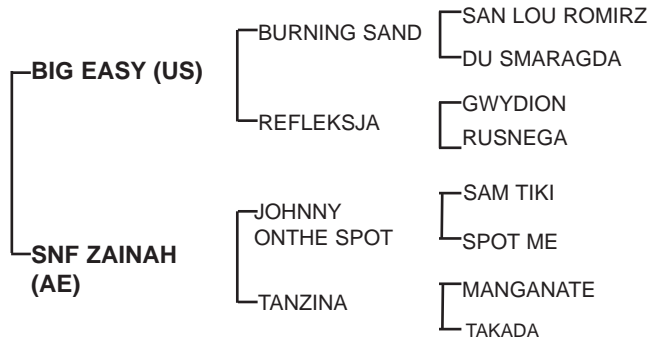 SAN LOU ROMIRZ
BURNING SAND
DU SMARAGDA
BIG EASY (US)
GWYDION
REFLEKSJA
RUSNEGA
SAM TIKI
JOHNNY
ONTHE SPOT
SPOT ME
SNF ZAINAH
(AE)
MANGANATE
TANZINA
TAKADA